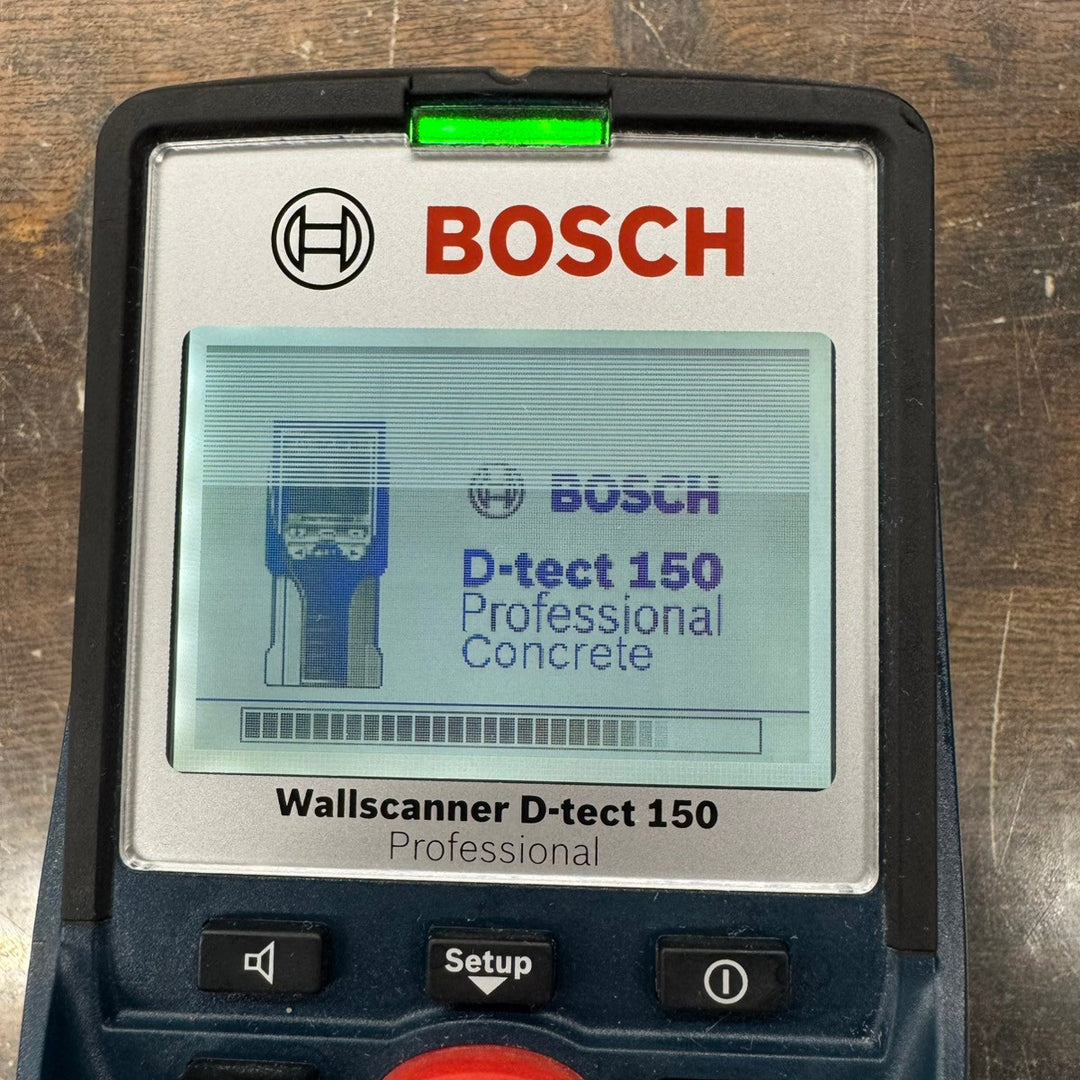 BOSCH
BOSCH
D-tect 150
Professional
Concrete
Wallscanner D-tect 150
Professional
Setup